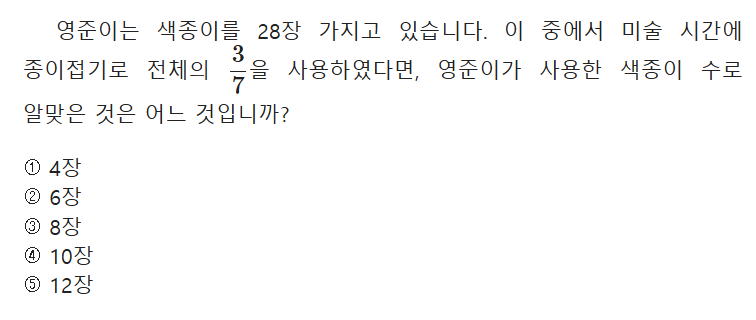 영준이는 색종이를 28장 가지고 있습니다. 이 중에서 미술 시간에
종이접기로 전체의 3/7을 사용하였다면, 영준이가 사용한 색종이 수로
알맞은 것은 어느 것입니까?
① 4장
② 6장
③ 8장
④ 10장
⑤ 12장